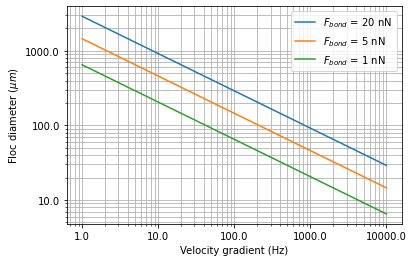 F_bond = 20 nN
F_bond = 5 nN
F_bond = 1 nN
Floc diameter (μm)
1000.0
100.0
10.0
1.0 10.0 100.0 1000.0 10000.0
Velocity gradient (Hz)